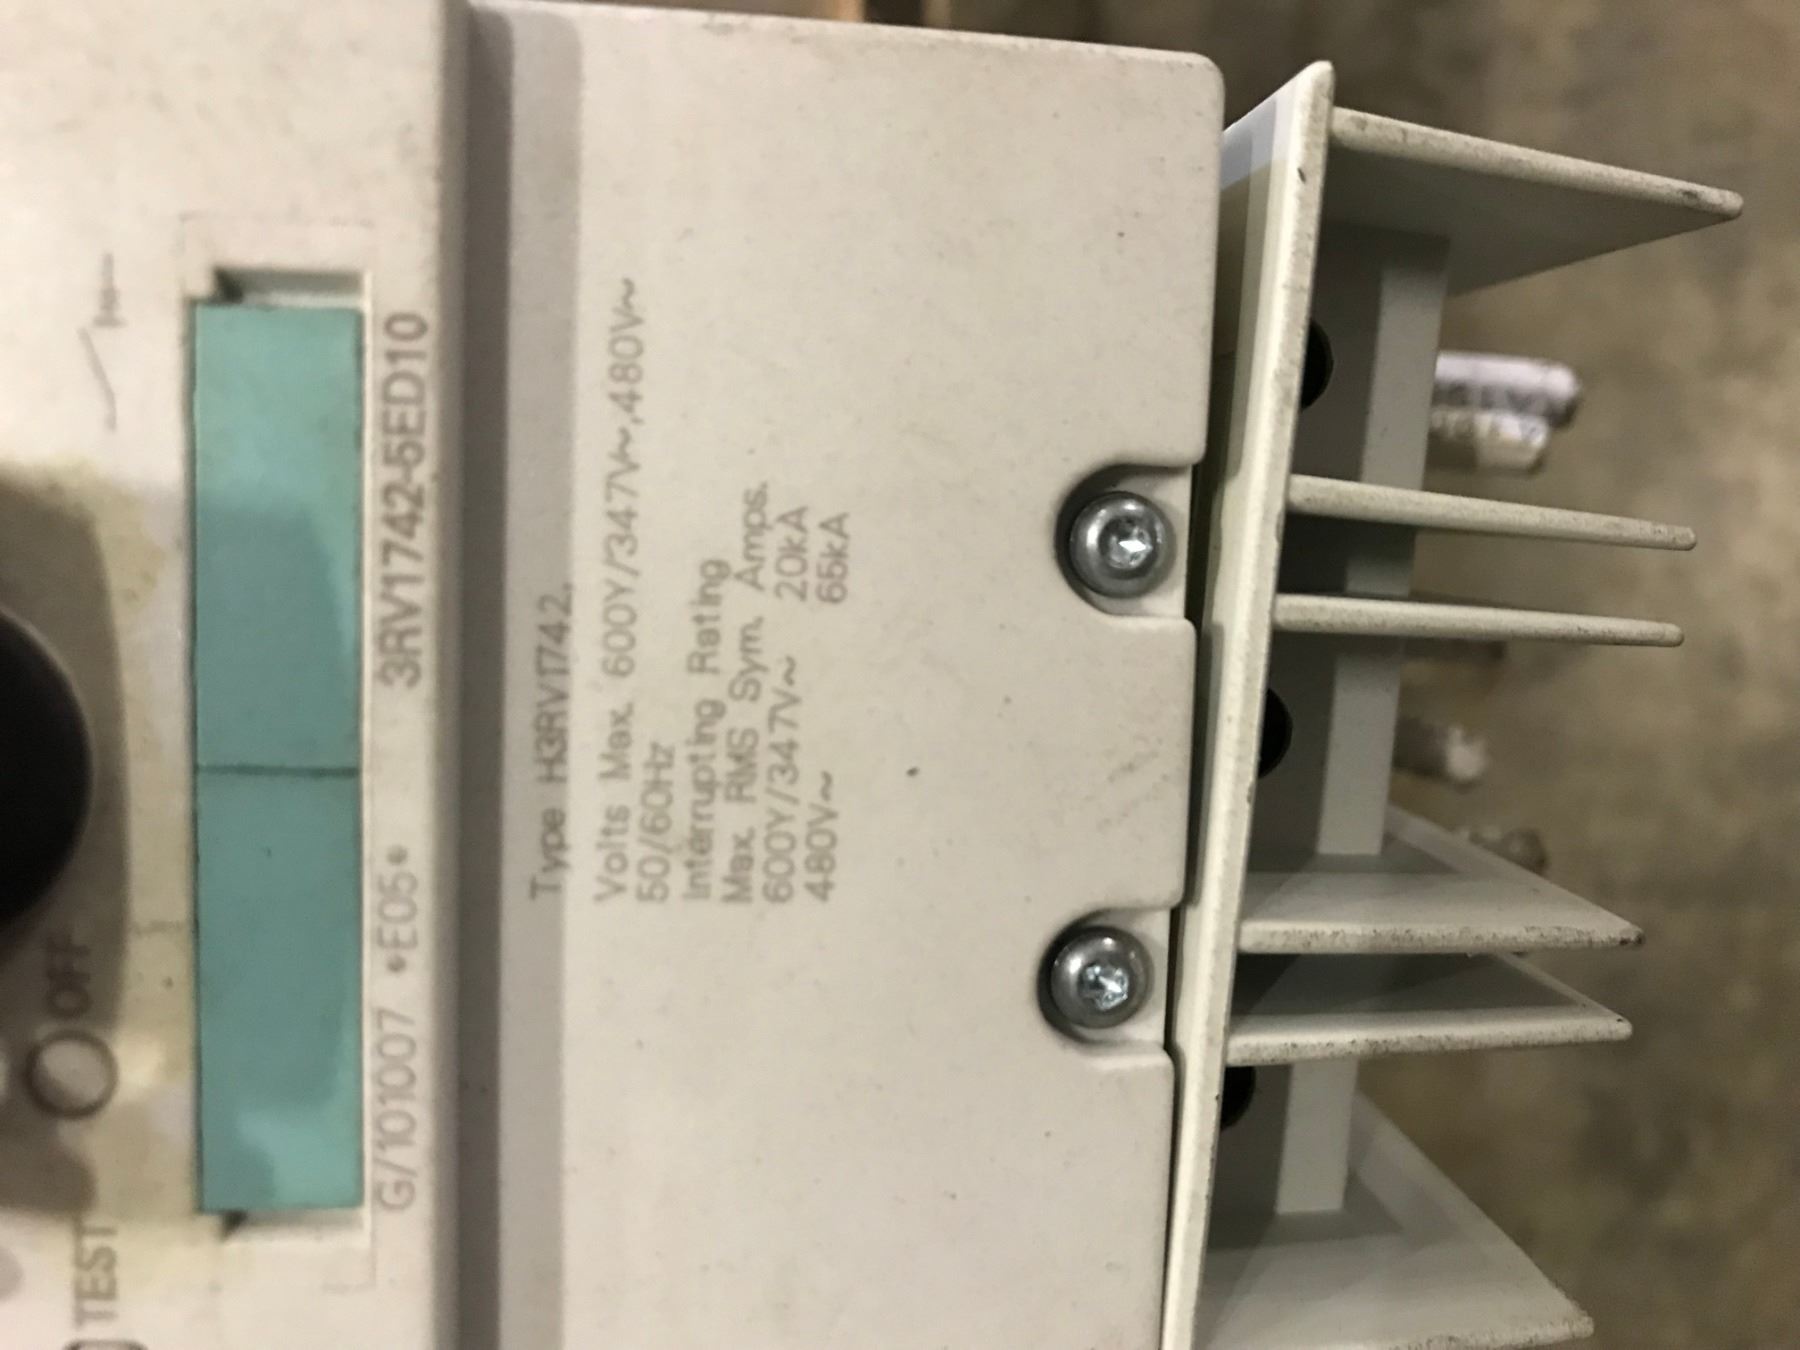 TEST OFF
G/101007 •E05• 3RV1742-5ED10
Type H3RV1742.
Volts Max. 600Y/347V~,480V~
50/60Hz
Interrupting Rating
Max. RMS Sym. Amps.
600Y/347V~ 20kA
480V~ 65kA